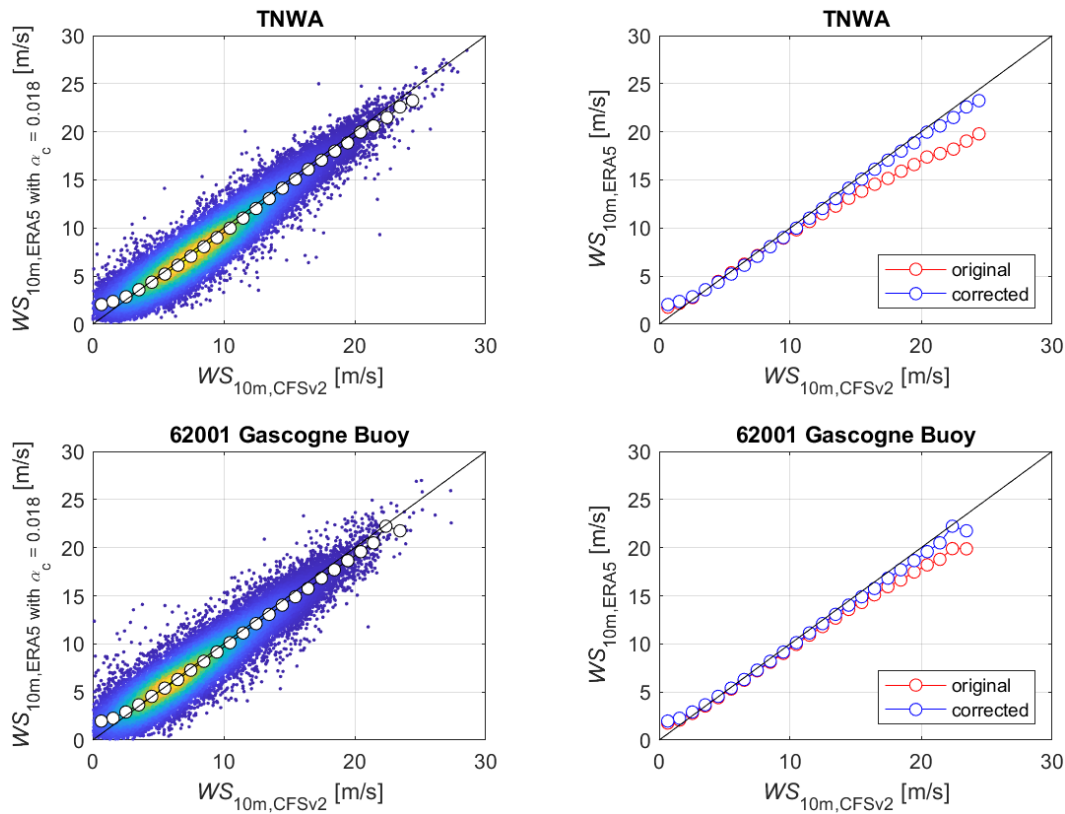 TNWA
30
25
20
15
10
5
0
WS10m,ERA5 with αc = 0.018 [m/s]
0 10 20 30
WS10m,CFSv2 [m/s]
TNWA
30
25
20
15
10
5
0
WS10m,ERA5 [m/s]
original
corrected
0 10 20 30
WS10m,CFSv2 [m/s]
62001 Gascogne Buoy
30
25
20
15
10
5
0
WS10m,ERA5 with αc = 0.018 [m/s]
0 10 20 30
WS10m,CFSv2 [m/s]
62001 Gascogne Buoy
30
25
20
15
10
5
0
WS10m,ERA5 [m/s]
original
corrected
0 10 20 30
WS10m,CFSv2 [m/s]